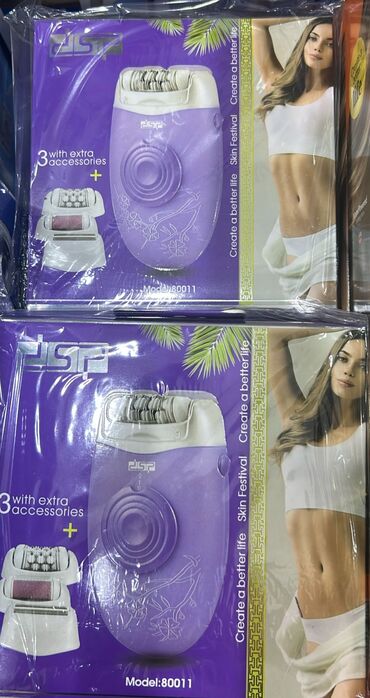 dsp
3 with extra
accessories
+
dsp
Model:80011
Create a better life Skin Festival Create a better life
dsp
3 with extra
accessories
+
dsp
Model:80011
Create a better life Skin Festival Create a better life